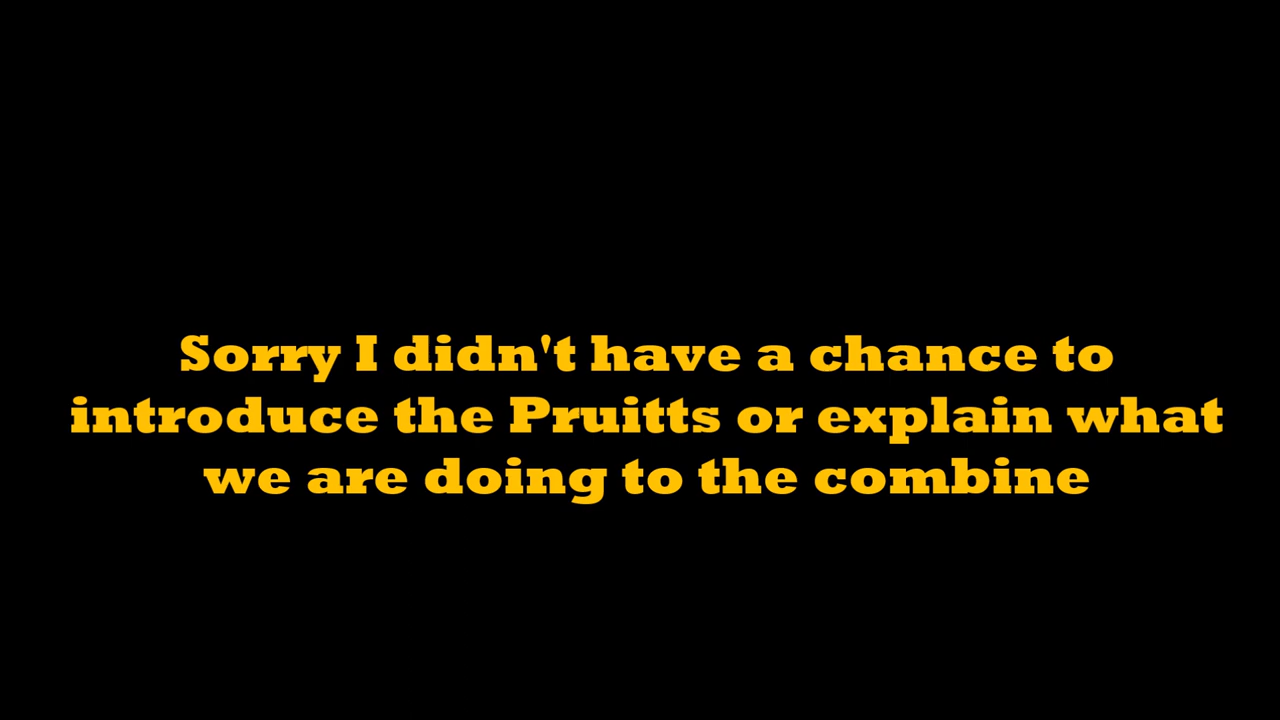 Sorry I didn't have a chance to
introduce the Pruitts or explain what
we are doing to the combine